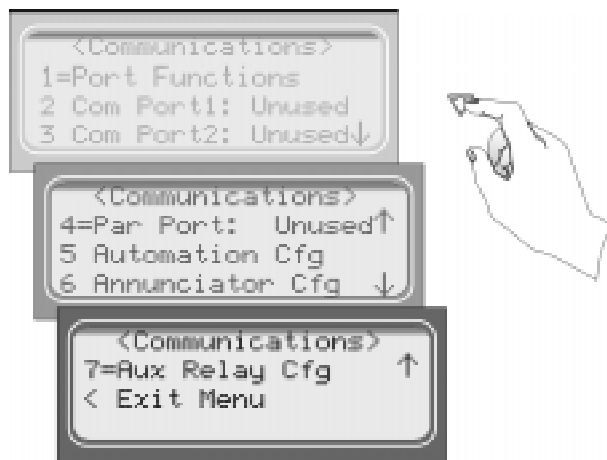 <Communications>
1=Port Functions
2 Com Port1: Unused
3 Com Port2: Unused↓
<Communications>
4=Par Port: Unused↑
5 Automation Cfg
6 Annunciator Cfg ↓
<Communications>
7=Aux Relay Cfg ↑
< Exit Menu